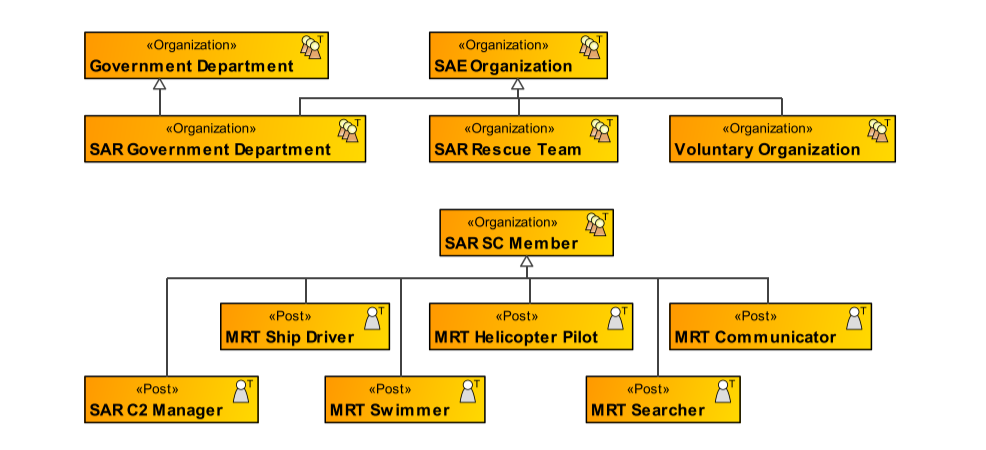 «Organization»
Government Department
T
«Organization»
SAE Organization
T
«Organization»
SAR Government Department
T
«Organization»
SAR Rescue Team
T
«Organization»
Voluntary Organization
T
«Organization»
SAR SC Member
T
«Post»
MRT Ship Driver
T
«Post»
MRT Helicopter Pilot
T
«Post»
MRT Communicator
T
«Post»
SAR C2 Manager
T
«Post»
MRT Swimmer
T
«Post»
MRT Searcher
T